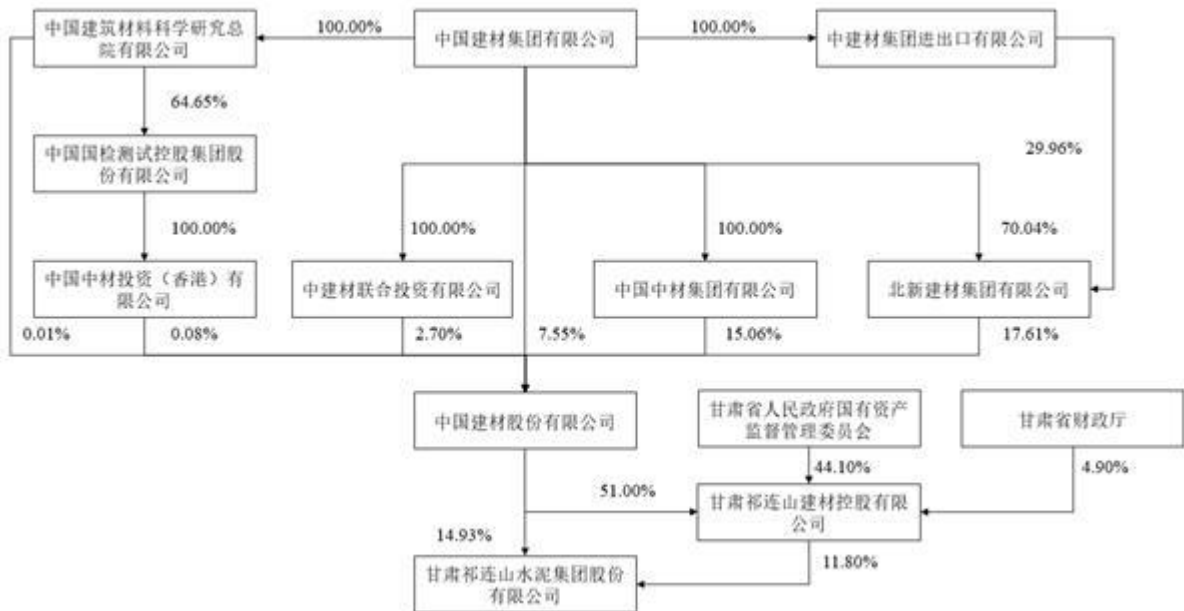 中国建筑材料科学研究总
院有限公司
100.00%
中国建材集团有限公司
100.00%
中建材集团进出口有限公司
64.65%
中国国检测试控股集团股
份有限公司
29.96%
100.00%
100.00%
100.00%
70.04%
中国中材投资（香港）有
限公司
中建材联合投资有限公司
中国中材集团有限公司
北新建材集团有限公司
0.01%
0.08%
2.70%
7.55%
15.06%
17.61%
中国建材股份有限公司
甘肃省人民政府国有资产
监督管理委员会
甘肃省财政厅
44.10%
4.90%
51.00%
甘肃祁连山建材控股有限
公司
14.93%
11.80%
甘肃祁连山水泥集团股份
有限公司